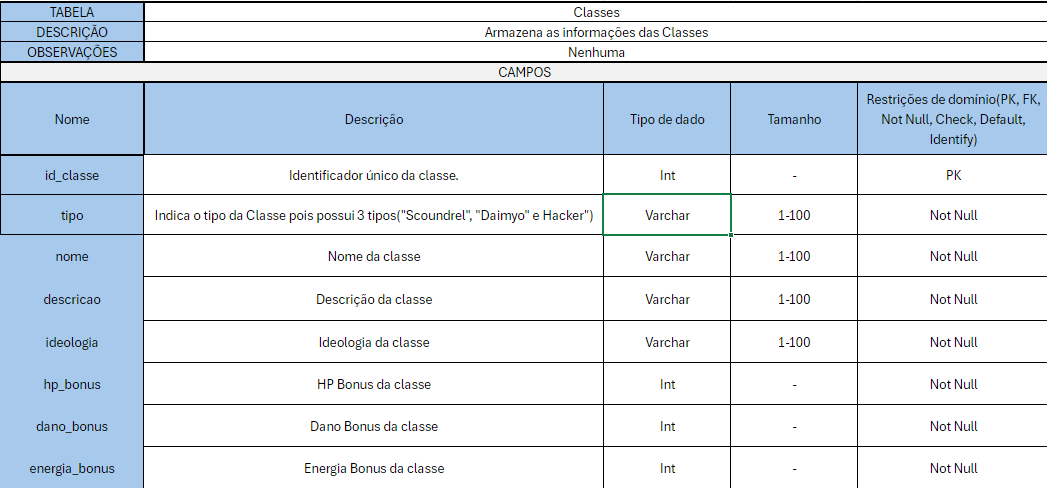 TABELA Classes
DESCRIÇÃO Armazena as informações das Classes
OBSERVAÇÕES Nenhuma
CAMPOS
Nome Descrição Tipo de dado Tamanho Restrições de domínio(PK, FK,
Not Null, Check, Default,
Identify)
id_classe Identificador único da classe. Int - PK
tipo Indica o tipo da Classe pois possui 3 tipos("Scoundrel", "Daimyo" e Hacker") Varchar 1-100 Not Null
nome Nome da classe Varchar 1-100 Not Null
descricao Descrição da classe Varchar 1-100 Not Null
ideologia Ideologia da classe Varchar 1-100 Not Null
hp_bonus HP Bonus da classe Int - Not Null
dano_bonus Dano Bonus da classe Int - Not Null
energia_bonus Energia Bonus da classe Int - Not Null